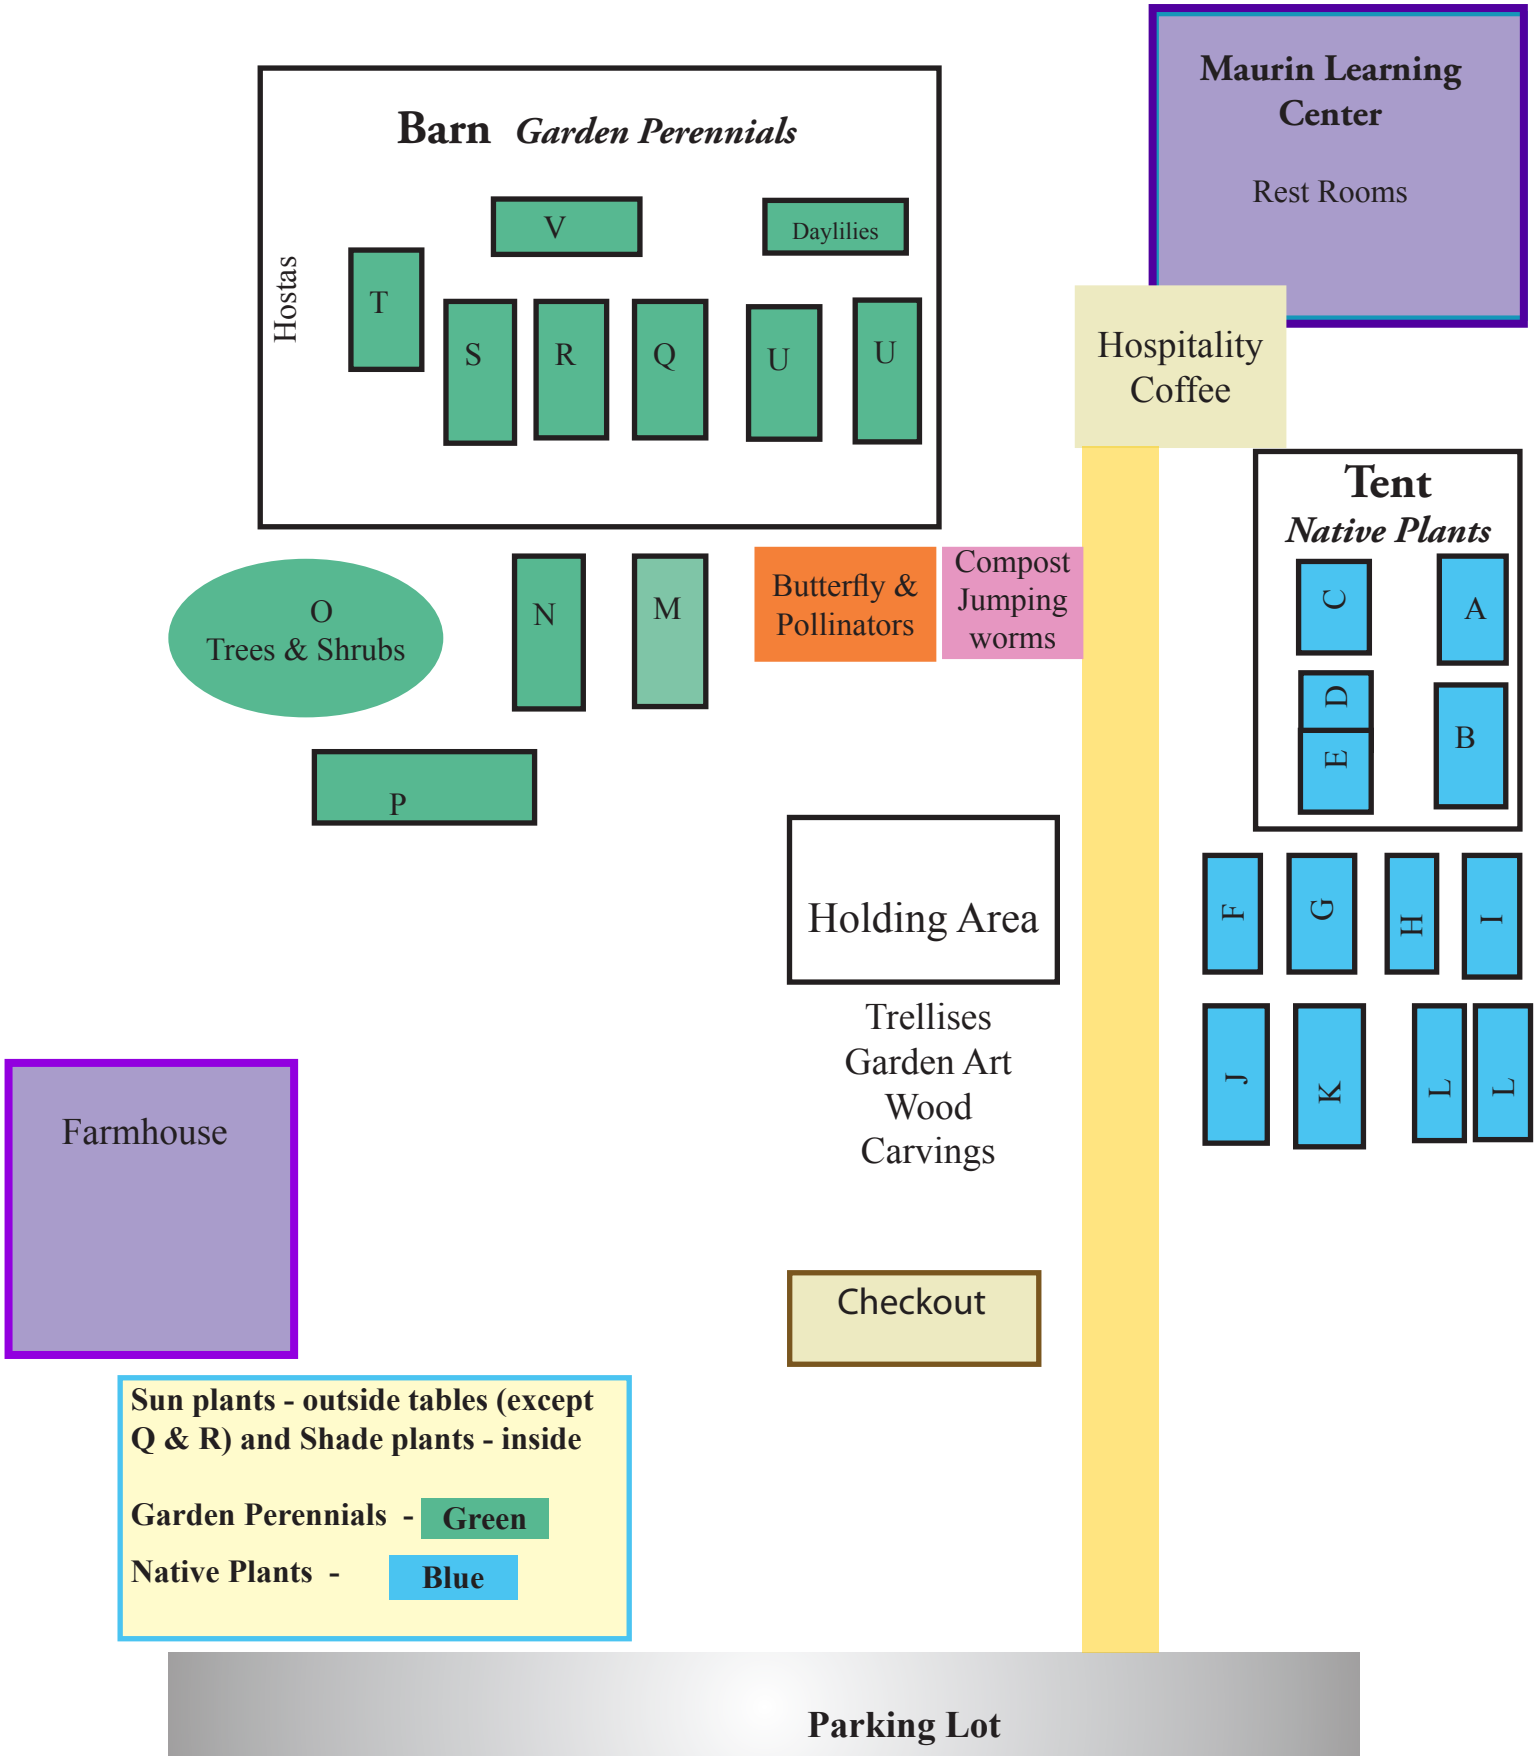 Maurin Learning
Center
Rest Rooms
Barn Garden Perennials
V
Daylilies
Hostas
T
S
R
Q
U
U
Hospitality
Coffee
Tent
Native Plants
C
A
D
B
E
O
Trees & Shrubs
N
M
Butterfly &
Pollinators
Compost
Jumping
worms
P
Holding Area
F
G
H
I
Trellises
Garden Art
Wood
Carvings
J
K
L
L
Farmhouse
Checkout
Sun plants - outside tables (except
Q & R) and Shade plants - inside
Garden Perennials - Green
Native Plants - Blue
Parking Lot